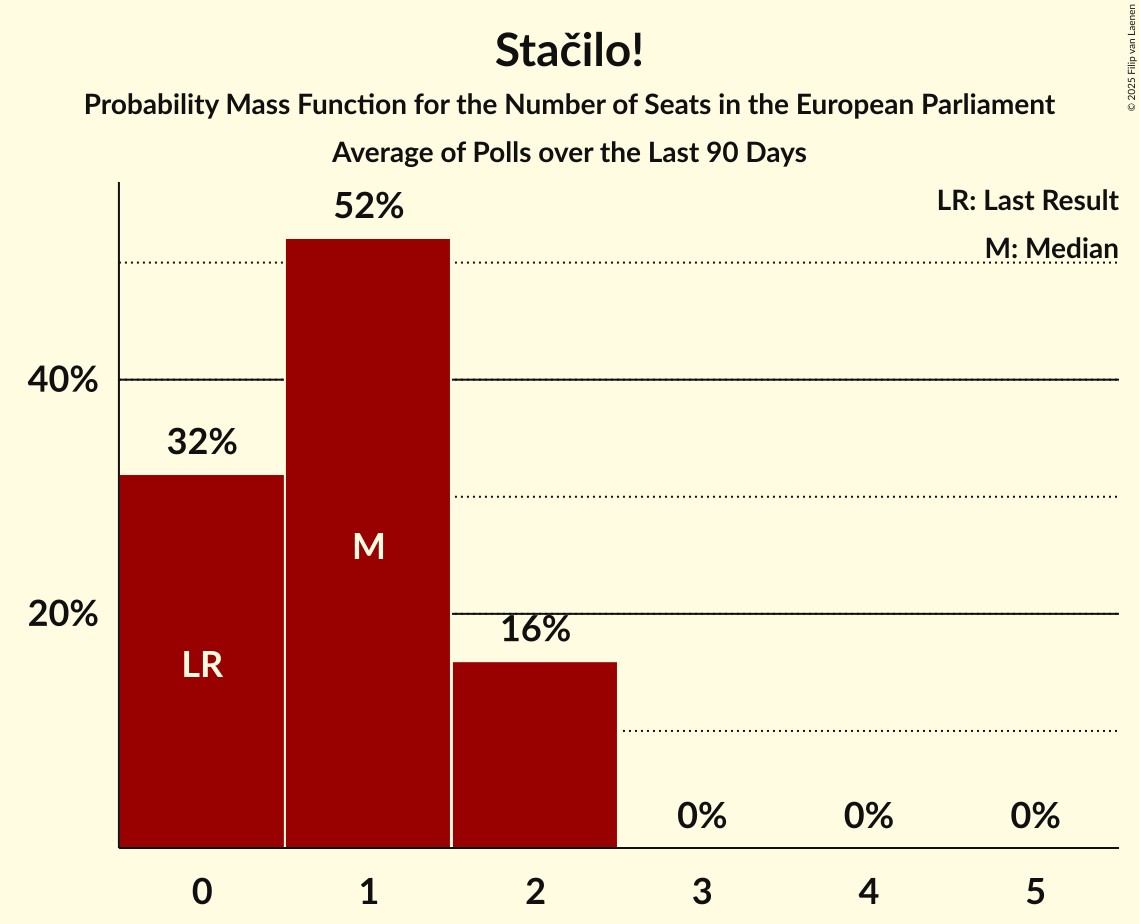 Stačilo!
Probability Mass Function for the Number of Seats in the European Parliament
Average of Polls over the Last 90 Days
© 2025 Filip van Laenen
LR: Last Result
M: Median
52%
40%
32%
M
20%
16%
LR
0%
0%
0%
0
1
2
3
4
5